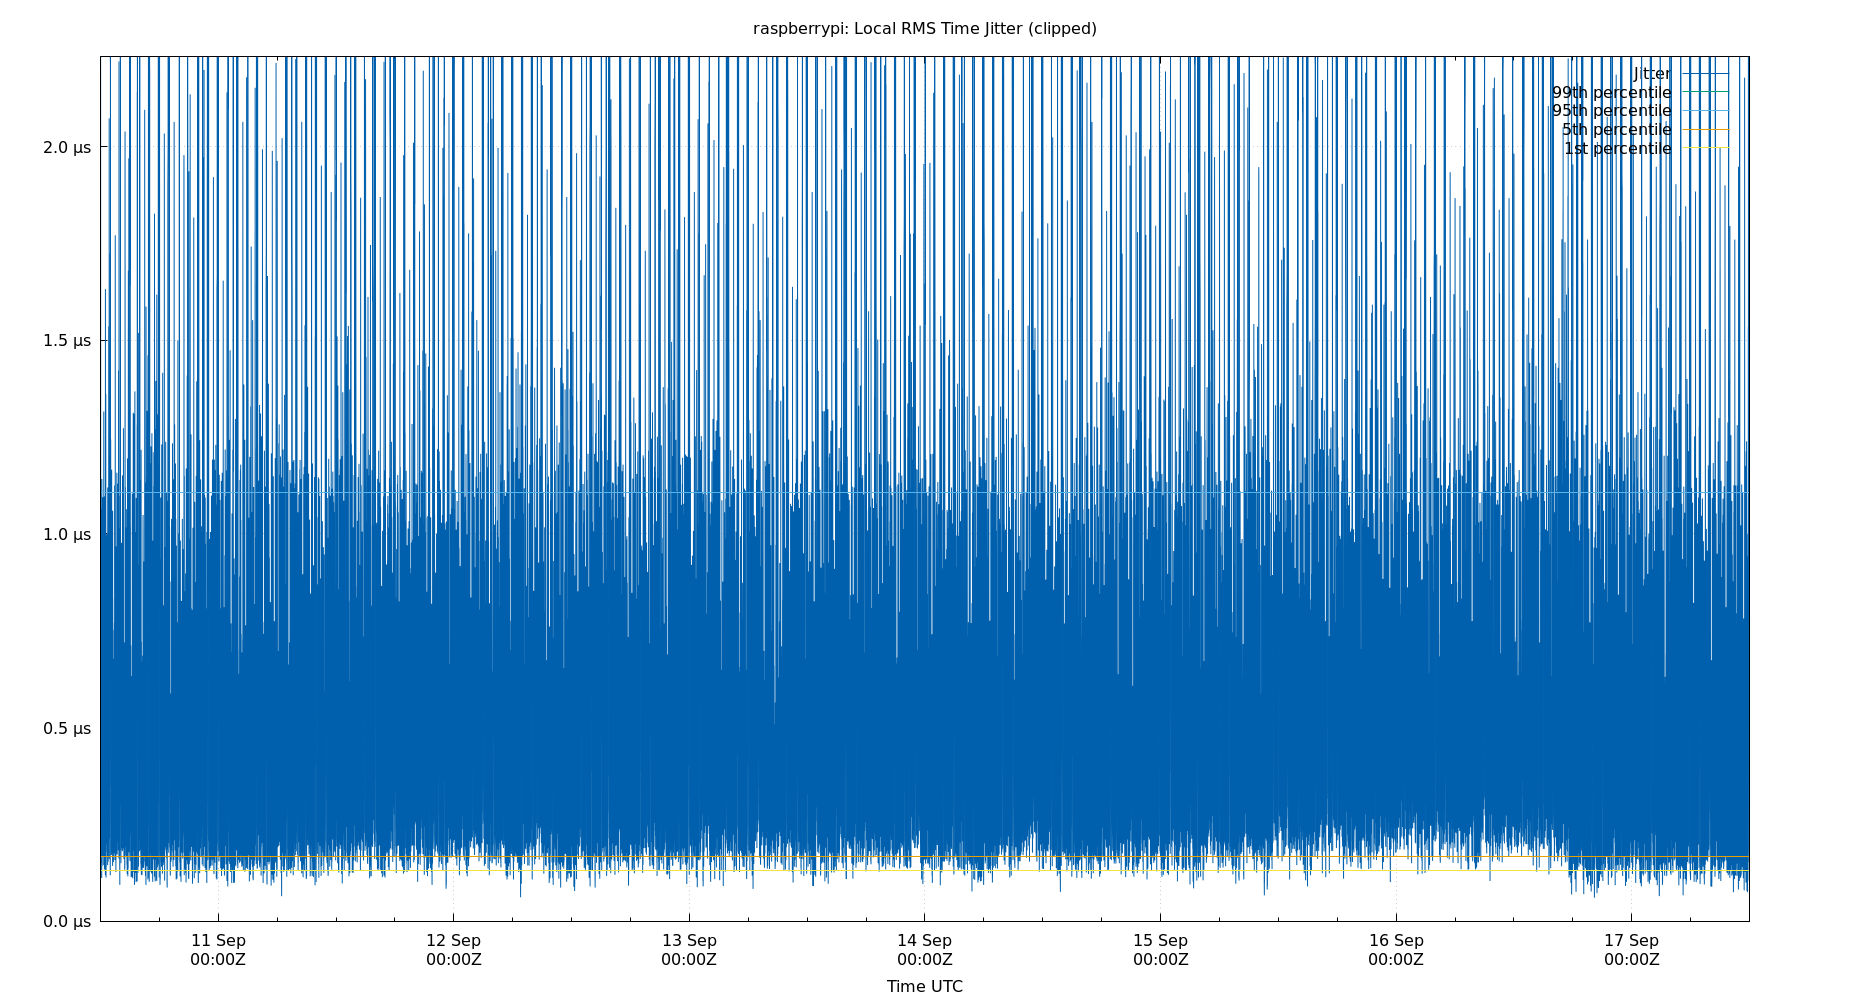 raspberrypi: Local RMS Time Jitter (clipped)
Jitter
99th percentile
95th percentile
5th percentile
1st percentile
2.0 µs
1.5 µs
1.0 µs
0.5 µs
0.0 µs
11 Sep 12 Sep 13 Sep 14 Sep 15 Sep 16 Sep 17 Sep
00:00Z 00:00Z 00:00Z 00:00Z 00:00Z 00:00Z 00:00Z
Time UTC